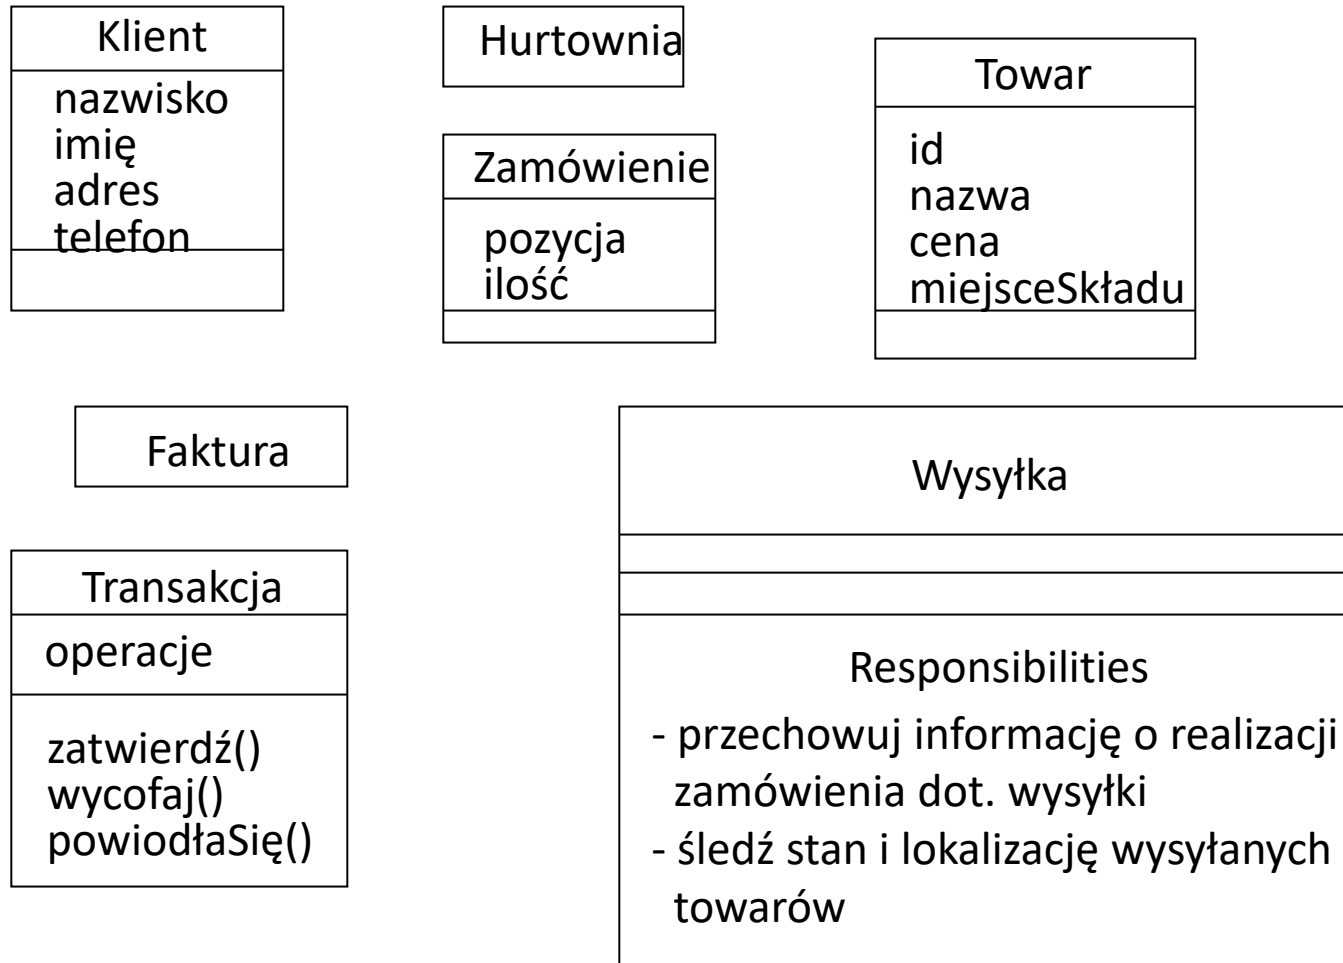 Klient
nazwisko
imię
adres
telefon
Hurtownia
Zamówienie
pozycja
ilość
Towar
id
nazwa
cena
miejsceSkładu
Faktura
Transakcja
operacje
zatwierdź()
wycofaj()
powiodłaSię()
Wysyłka
Responsibilities
- przechowuj informację o realizacji
zamówienia dot. wysyłki
- śledź stan i lokalizację wysyłanych
towarów